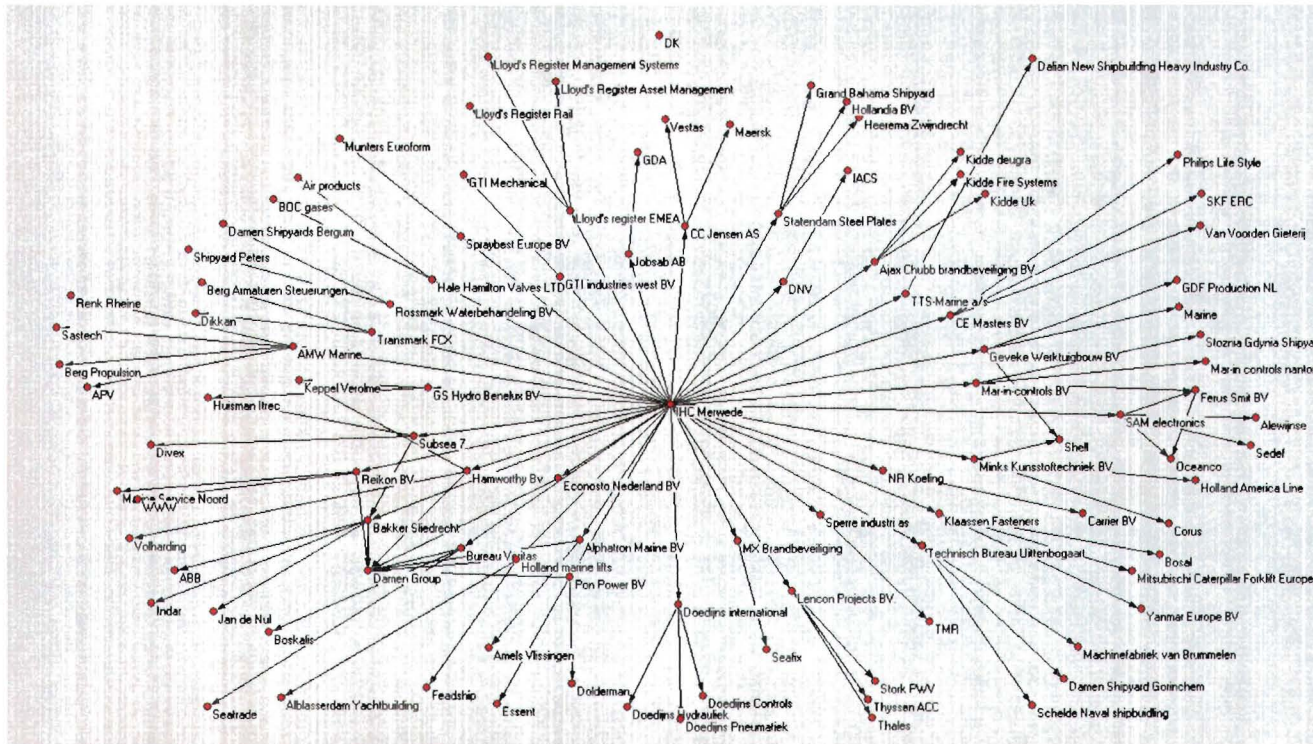 DK
Lloyd's Register Management Systems
Dalian New Shipbuilding Heavy Industry Co.
Lloyd's Register Asset Management
Grand Bahama Shipyard
Hollandia BV
Lloyd's Register Rail
Heerema Zwijndrecht
Vestas
Maersk
Munters Euroform
GDA
Kidde deugra
Philips Life Style
Air products
GTI Mechanical
IACS
Kidde Fire Systems
BOC gases
Kidde Uk
SKF ERC
Lloyd's register EMEA
Statendam Steel Plates
Damen Shipyards Bergum
CC Jensen AS
Van Voorden Gieterij
Spraybest Europe BV
Shipyard Peters
Jobsab AB
Ajax Chubb brandbeveiliging BV
Berg Armaturen Steuerungen
Hale Hamilton Valves LTD
GTI industries west BV
DNV
GDF Production NL
Renk Rheine
TTS-Marine a/s
Rossmark Waterbehandeling BV
CE Masters BV
Marine
Dikkan
Sastech
Transmark FCX
Stoznia Gdynia Shipya
AMW Marine
Geveke Werktuigbouw BV
Berg Propulsion
Mar-in controls nanton
APV
Keppel Verolme
GS Hydro Benelux BV
Mar-in-controls BV
Ferus Smit BV
Huisman Itrec
IHC Merwede
SAM electronics
Alewijnse
Subsea 7
Shell
Divex
Sedef
Oceanco
Reikon BV
Hamworthy Bv
Econosto Nederland BV
NR Koeling
Minks Kunsstoftechniek BV
Holland America Line
Marine Service Noord
WWW
Bakker Sliedrecht
Sperre industri as
Klaassen Fasteners
Carrier BV
Corus
Volharding
Bureau Veritas
Alphatron Marine BV
MX Brandbeveiliging
Technisch Bureau Uittenbogaart
Bosal
ABB
Damen Group
Holland marine lifts
Pon Power BV
Mitsubischi Caterpillar Forklift Europe
Indar
Jan de Nul
Doedijns international
Lencon Projects BV.
Yanmar Europe BV
Boskalis
TMR
Amels Vlissingen
Seafix
Machinefabriek van Brummelen
Seatrade
Alblasserdam Yachtbuilding
Feadship
Essent
Dolderman
Doedijns Hydrauliek
Doedijns Controls
Doedijns Pneumatiek
Stork PWV
Thyssen ACC
Thales
Damen Shipyard Gorinchem
Schelde Naval shipbuidling